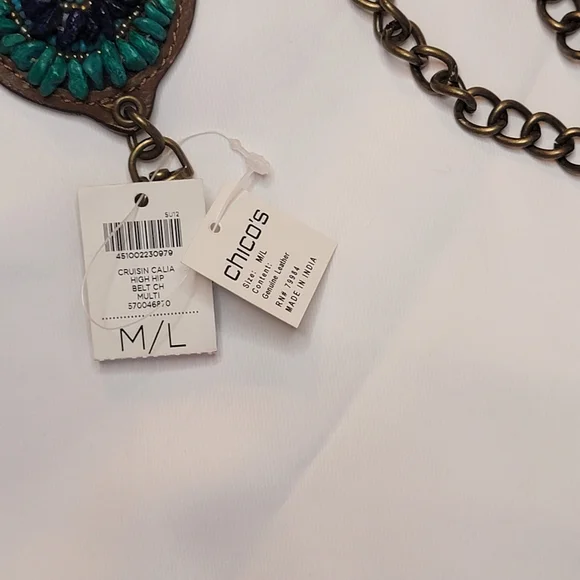 SU12
451002230979
CRUISIN CALIA
HIGH HIP
BELT CH
MULTI
M/L
chico's
Size: M/L
Content:
Genuine Leather
RN# 79984
MADE IN INDIA